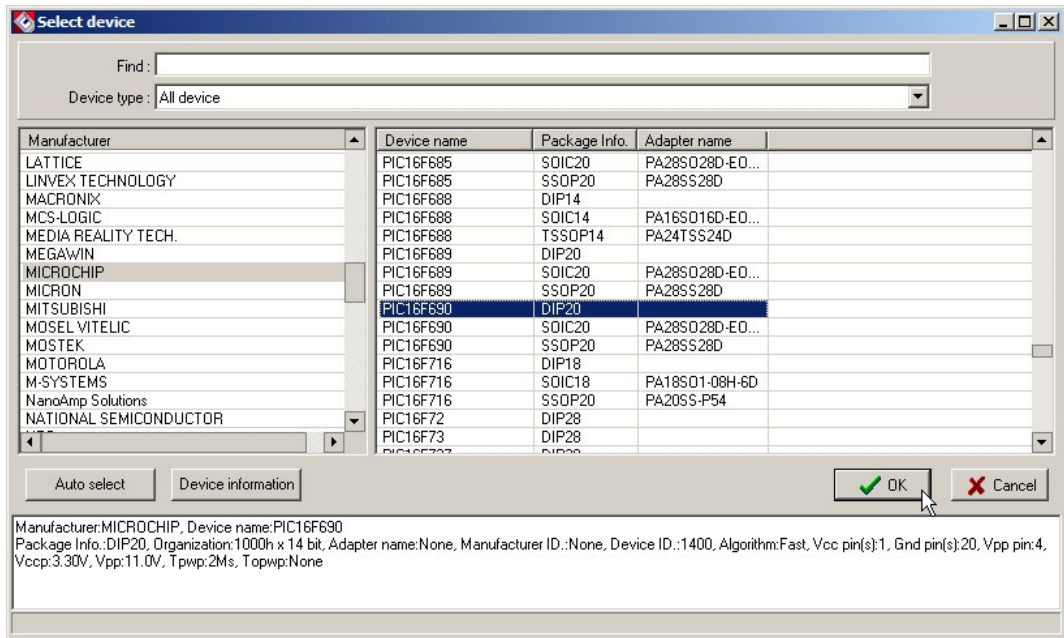 Select device
Find :
Device type : All device
Manufacturer
LATTICE
LINVEX TECHNOLOGY
MACRONIX
MCS-LOGIC
MEDIA REALITY TECH.
MEGAWIN
MICROCHIP
MICRON
MITSUBISHI
MOSEL VITELIC
MOSTEK
MOTOROLA
M-SYSTEMS
NanoAmp Solutions
NATIONAL SEMICONDUCTOR
Device name Package Info. Adapter name
PIC16F685 SOIC20 PA28SO28D-EO...
PIC16F685 SSOP20 PA28SS28D
PIC16F688 DIP14
PIC16F688 SOIC14 PA16SO16D-EO...
PIC16F688 TSSOP14 PA24TSS24D
PIC16F689 DIP20
PIC16F689 SOIC20 PA28SO28D-EO...
PIC16F689 SSOP20 PA28SS28D
PIC16F690 DIP20
PIC16F690 SOIC20 PA28SO28D-EO...
PIC16F690 SSOP20 PA28SS28D
PIC16F716 DIP18
PIC16F716 SOIC18 PA18SO1-08H-6D
PIC16F716 SSOP20 PA20SS-P54
PIC16F72 DIP28
PIC16F73 DIP28
Auto select Device information OK Cancel
Manufacturer:MICROCHIP, Device name:PIC16F690
Package Info.:DIP20, Organization:1000h x 14 bit, Adapter name:None, Manufacturer ID.:None, Device ID.:1400, Algorithm:Fast, Vcc pin(s):1, Gnd pin(s):20, Vpp pin:4,
Vccp:3.30V, Vpp:11.0V, Tpwp:2Ms, Topwp:None